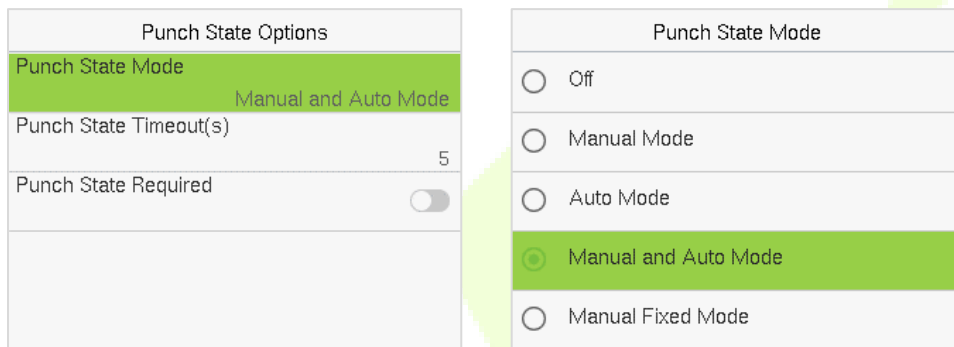 Punch State Options
Punch State Mode
Manual and Auto Mode
Punch State Timeout(s)
5
Punch State Required
Punch State Mode
Off
Manual Mode
Auto Mode
Manual and Auto Mode
Manual Fixed Mode